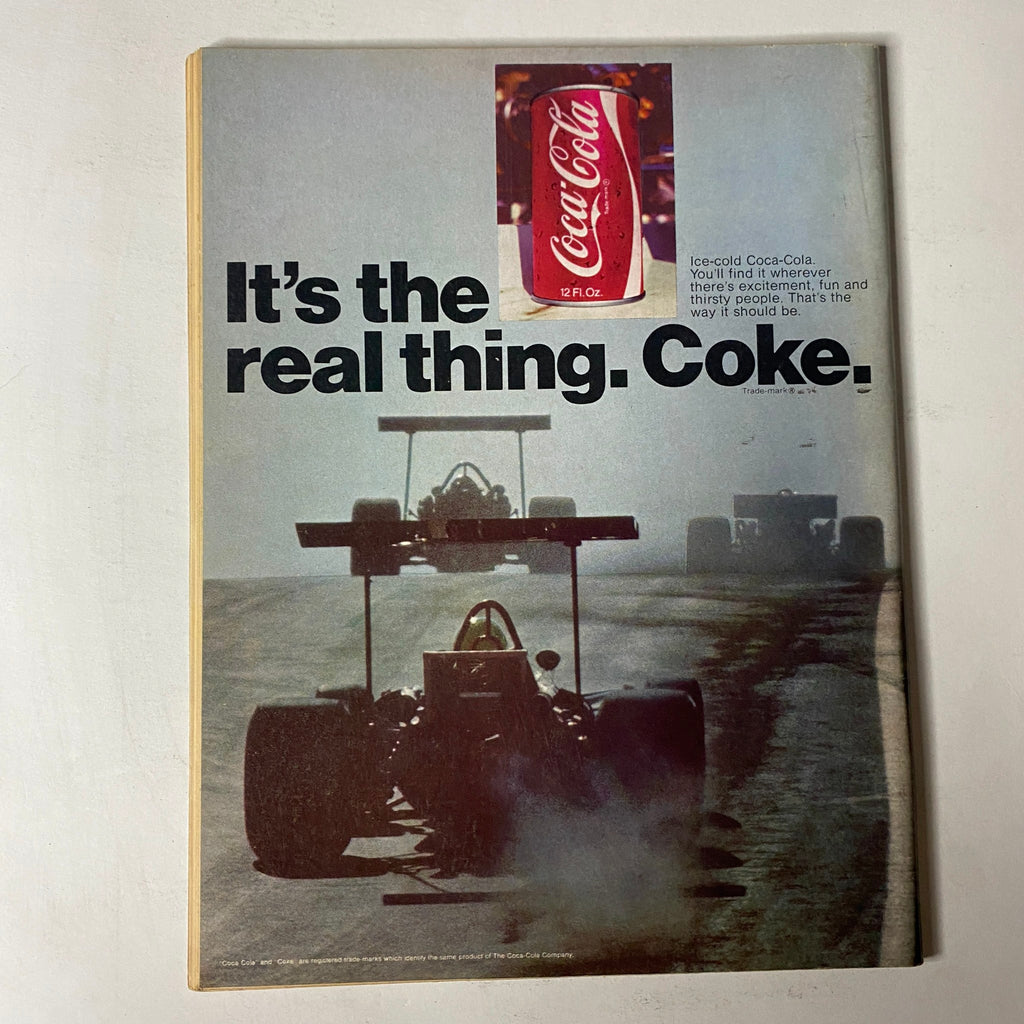 Coca-Cola
Trade-mark ®
12 Fl.Oz.
Ice-cold Coca-Cola.
You'll find it wherever
there's excitement, fun and
thirsty people. That's the
way it should be.
It's the
real thing. Coke.
Trade-mark ®
"Coca-Cola" and "Coke" are registered trade-marks which identify the same product of The Coca-Cola Company.